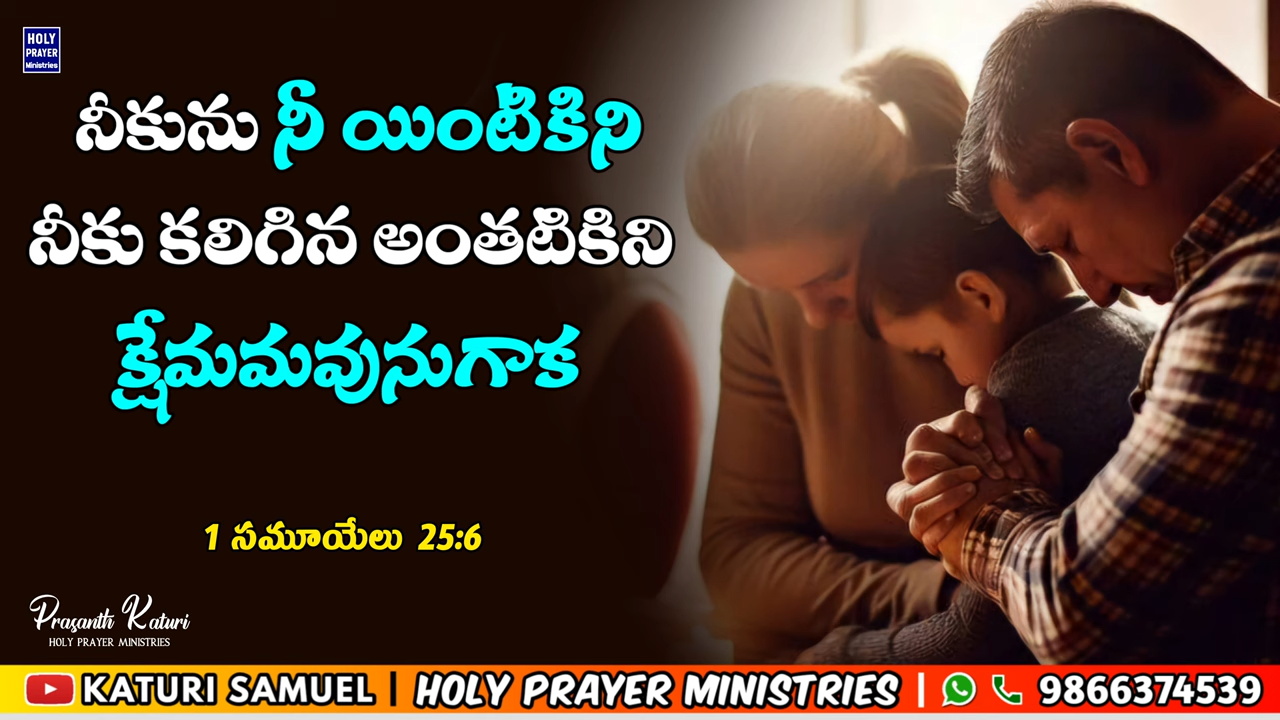 HOLY
PRAYER
Ministries
నీకును నీ యింటికిని
నీకు కలిగిన అంతటికిని
క్షేమమవునుగాక
1 సమూయేలు 25:6
Prasanth Katuri
HOLY PRAYER MINISTRIES
KATURI SAMUEL | HOLY PRAYER MINISTRIES | 9866374539